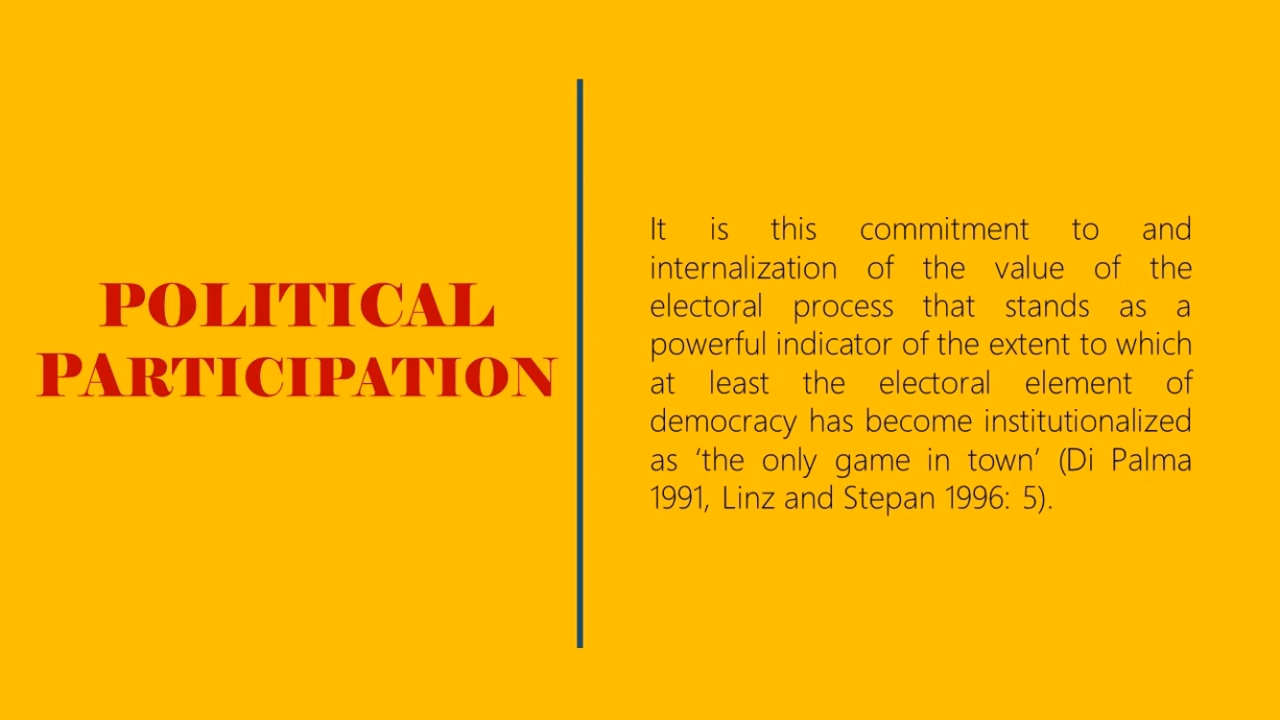 POLITICAL
PARTICIPATION
It is this commitment to and
internalization of the value of the
electoral process that stands as a
powerful indicator of the extent to which
at least the electoral element of
democracy has become institutionalized
as ‘the only game in town’ (Di Palma
1991, Linz and Stepan 1996: 5).